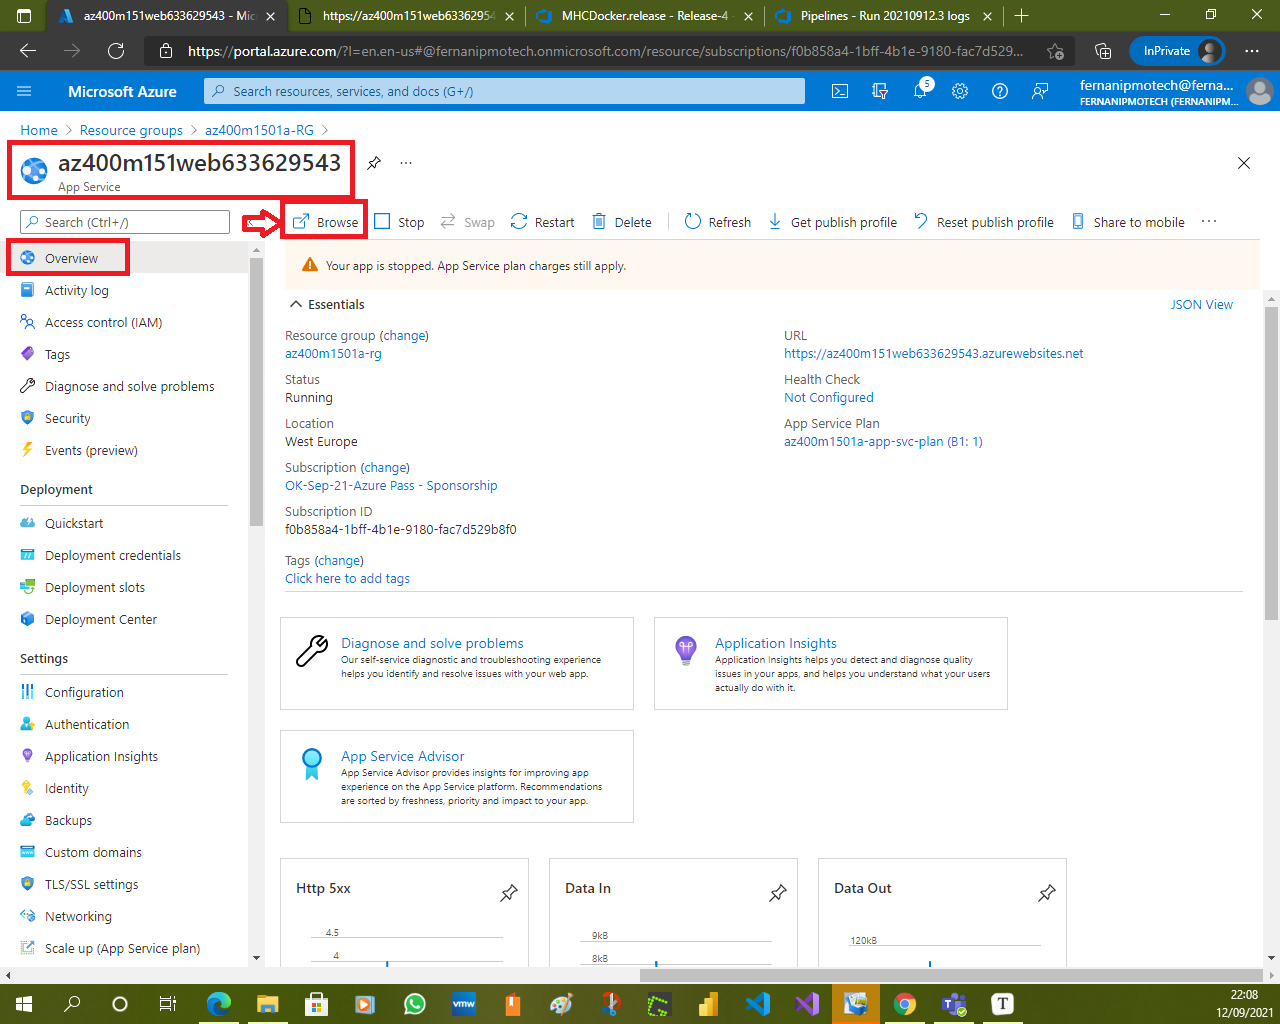 az400m151web633629543 - Mic
https://az400m151web6336295
MHCDocker.release - Release-4 -
Pipelines - Run 20210912.3 logs
https://portal.azure.com/?l=en.en-us#@fernanipmotech.onmicrosoft.com/resource/subscriptions/f0b858a4-1bff-4b1e-9180-fac7d529...
InPrivate
Microsoft Azure
Search resources, services, and docs (G+/)
5
fernanipmotech@ferna...
FERNANIPMOTECH (FERNANIPM...
Home
Resource groups
az400m1501a-RG
az400m151web633629543
App Service
Search (Ctrl+/)
Browse
Stop
Swap
Restart
Delete
Refresh
Get publish profile
Reset publish profile
Share to mobile
Overview
Activity log
Access control (IAM)
Tags
Diagnose and solve problems
Security
Events (preview)
Deployment
Quickstart
Deployment credentials
Deployment slots
Deployment Center
Settings
Configuration
Authentication
Application Insights
Identity
Backups
Custom domains
TLS/SSL settings
Networking
Scale up (App Service plan)
Your app is stopped. App Service plan charges still apply.
Essentials
JSON View
Resource group (change)
az400m1501a-rg
Status
Running
Location
West Europe
Subscription (change)
OK-Sep-21-Azure Pass - Sponsorship
Subscription ID
f0b858a4-1bff-4b1e-9180-fac7d529b8f0
Tags (change)
Click here to add tags
URL
https://az400m151web633629543.azurewebsites.net
Health Check
Not Configured
App Service Plan
az400m1501a-app-svc-plan (B1: 1)
Diagnose and solve problems
Our self-service diagnostic and troubleshooting experience
helps you identify and resolve issues with your web app.
Application Insights
Application Insights helps you detect and diagnose quality
issues in your apps, and helps you understand what your users
actually do with it.
App Service Advisor
App Service Advisor provides insights for improving app
experience on the App Service platform. Recommendations
are sorted by freshness, priority and impact to your app.
Http 5xx
4.5
4
Data In
9kB
8kB
Data Out
120kB
vmw
T
22:08
12/09/2021